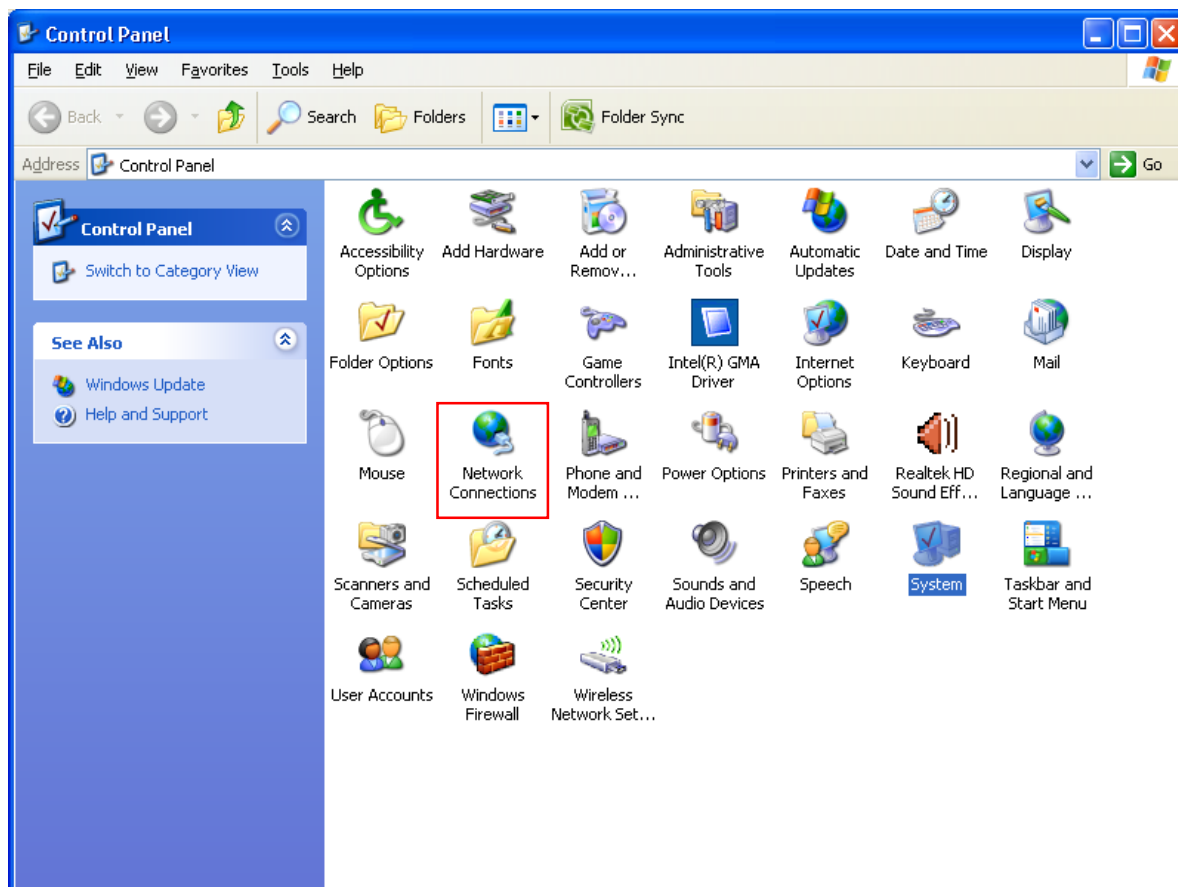 Control Panel
File Edit View Favorites Tools Help
Back Search Folders Folder Sync
Address Control Panel Go
Control Panel
Switch to Category View
See Also
Windows Update
Help and Support
Accessibility
Options
Add Hardware
Add or
Remov...
Administrative
Tools
Automatic
Updates
Date and Time
Display
Folder Options
Fonts
Game
Controllers
Intel(R) GMA
Driver
Internet
Options
Keyboard
Mail
Mouse
Network
Connections
Phone and
Modem ...
Power Options
Printers and
Faxes
Realtek HD
Sound Eff...
Regional and
Language ...
Scanners and
Cameras
Scheduled
Tasks
Security
Center
Sounds and
Audio Devices
Speech
System
Taskbar and
Start Menu
User Accounts
Windows
Firewall
Wireless
Network Set...